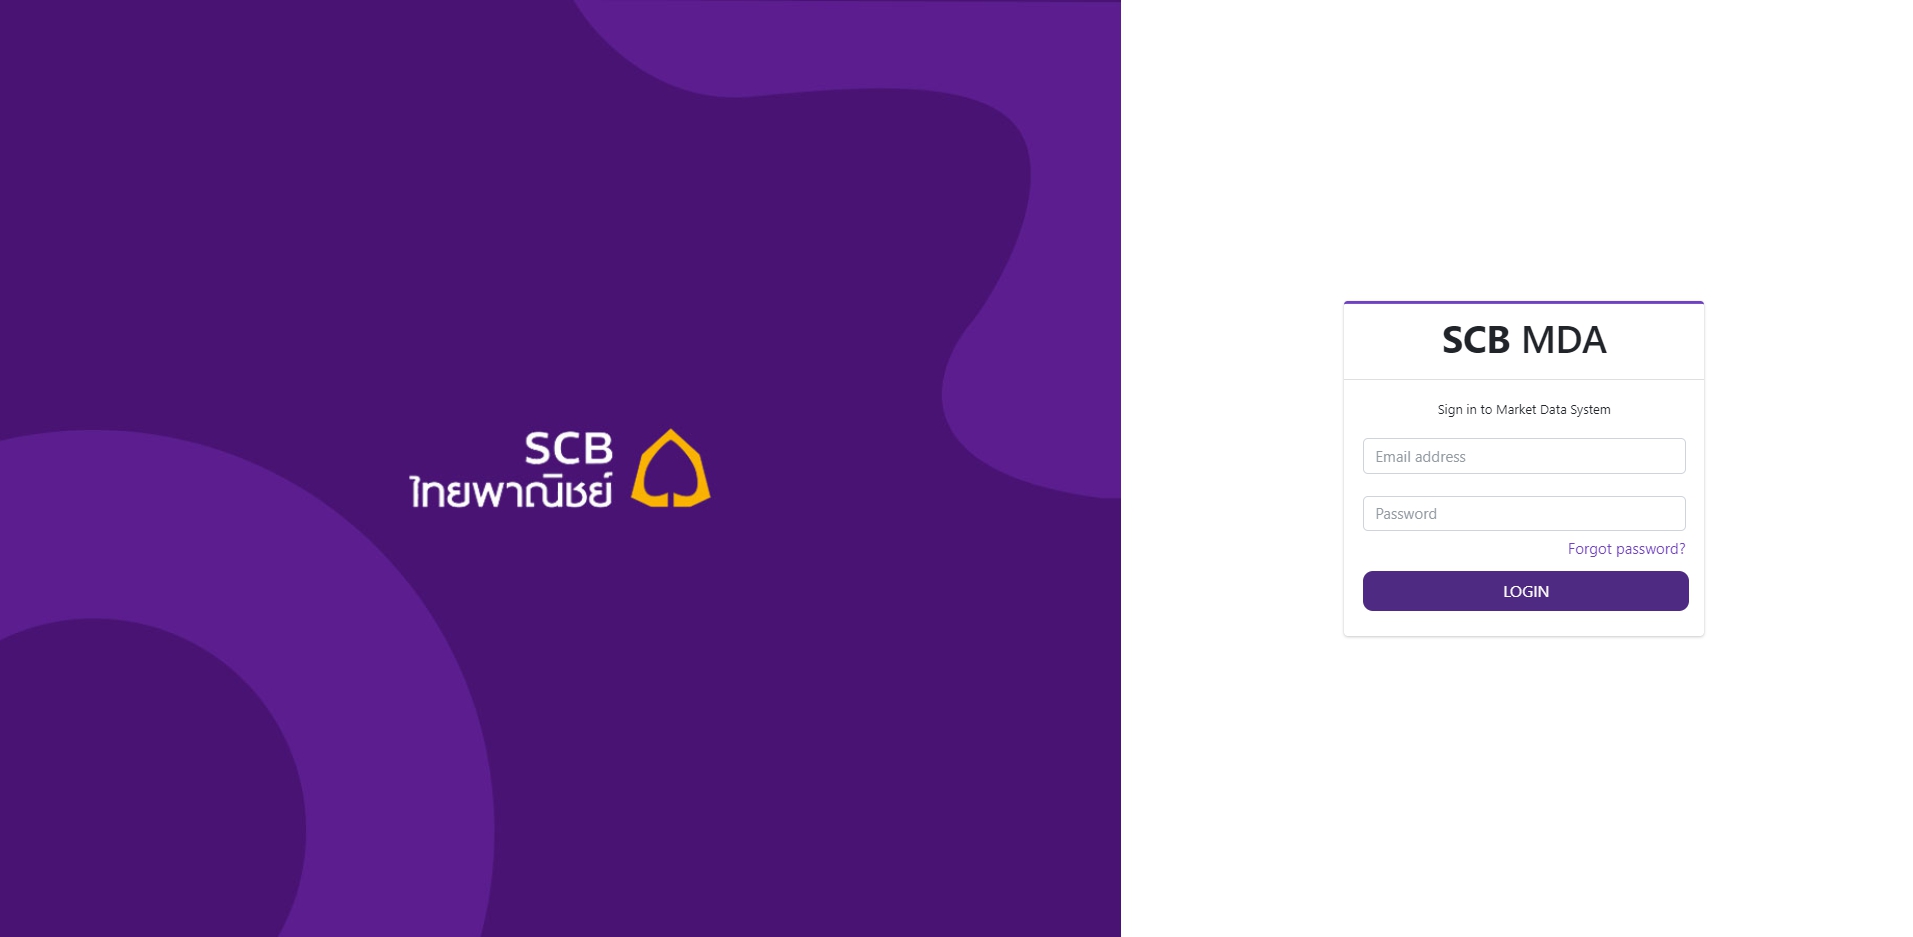 SCB
ไทยพาณิชย์
SCB MDA
Sign in to Market Data System
Email address
Password
Forgot password?
LOGIN